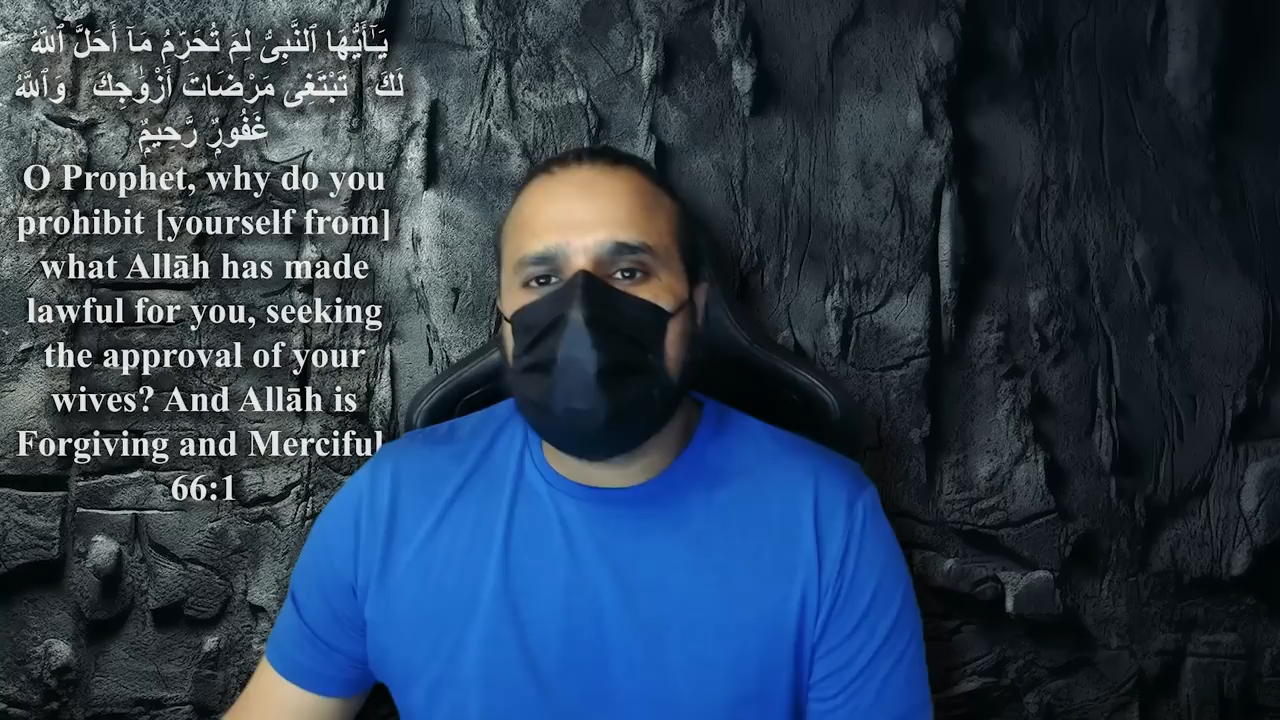 يَـٰٓأَيُّهَا ٱلنَّبِىُّ لِمَ تُحَرِّمُ مَآ أَحَلَّ ٱللَّهُ
لَكَ تَبْتَغِى مَرْضَاتَ أَزْوَٰجِكَ وَٱللَّهُ
غَفُورٌ رَّحِيمٌ
O Prophet, why do you
prohibit [yourself from]
what Allāh has made
lawful for you, seeking
the approval of your
wives? And Allāh is
Forgiving and Merciful
66:1